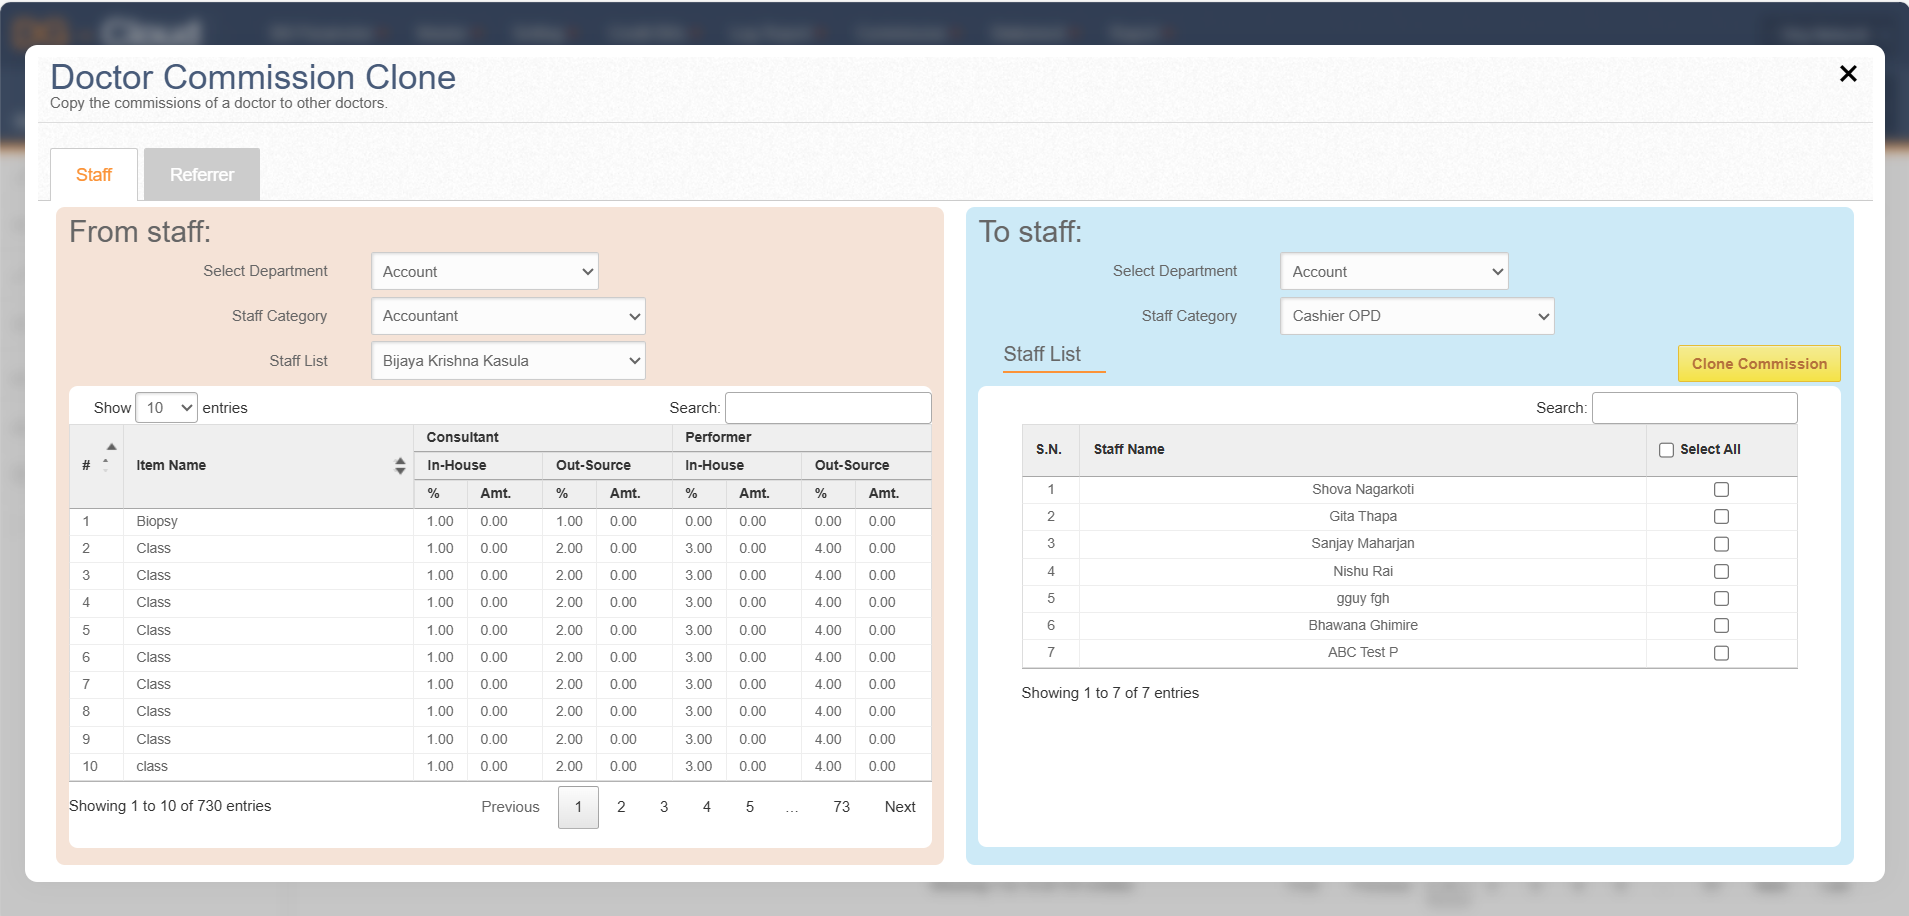 Cloud
Doctor Commission Clone
Copy the commissions of a doctor to other doctors.
Staff
Referrer
From staff:
Select Department
Account
Staff Category
Accountant
Staff List
Bijaya Krishna Kasula
Show 10 entries
Search:
# Item Name Consultant Performer
In-House Out-Source In-House Out-Source
% Amt. % Amt. % Amt. % Amt.
1 Biopsy 1.00 0.00 1.00 0.00 0.00 0.00 0.00 0.00
2 Class 1.00 0.00 2.00 0.00 3.00 0.00 4.00 0.00
3 Class 1.00 0.00 2.00 0.00 3.00 0.00 4.00 0.00
4 Class 1.00 0.00 2.00 0.00 3.00 0.00 4.00 0.00
5 Class 1.00 0.00 2.00 0.00 3.00 0.00 4.00 0.00
6 Class 1.00 0.00 2.00 0.00 3.00 0.00 4.00 0.00
7 Class 1.00 0.00 2.00 0.00 3.00 0.00 4.00 0.00
8 Class 1.00 0.00 2.00 0.00 3.00 0.00 4.00 0.00
9 Class 1.00 0.00 2.00 0.00 3.00 0.00 4.00 0.00
10 class 1.00 0.00 2.00 0.00 3.00 0.00 4.00 0.00
Showing 1 to 10 of 730 entries
Previous 1 2 3 4 5 … 73 Next
To staff:
Select Department
Account
Staff Category
Cashier OPD
Staff List
Clone Commission
Search:
S.N. Staff Name Select All
1 Shova Nagarkoti
2 Gita Thapa
3 Sanjay Maharjan
4 Nishu Rai
5 gguy fgh
6 Bhawana Ghimire
7 ABC Test P
Showing 1 to 7 of 7 entries